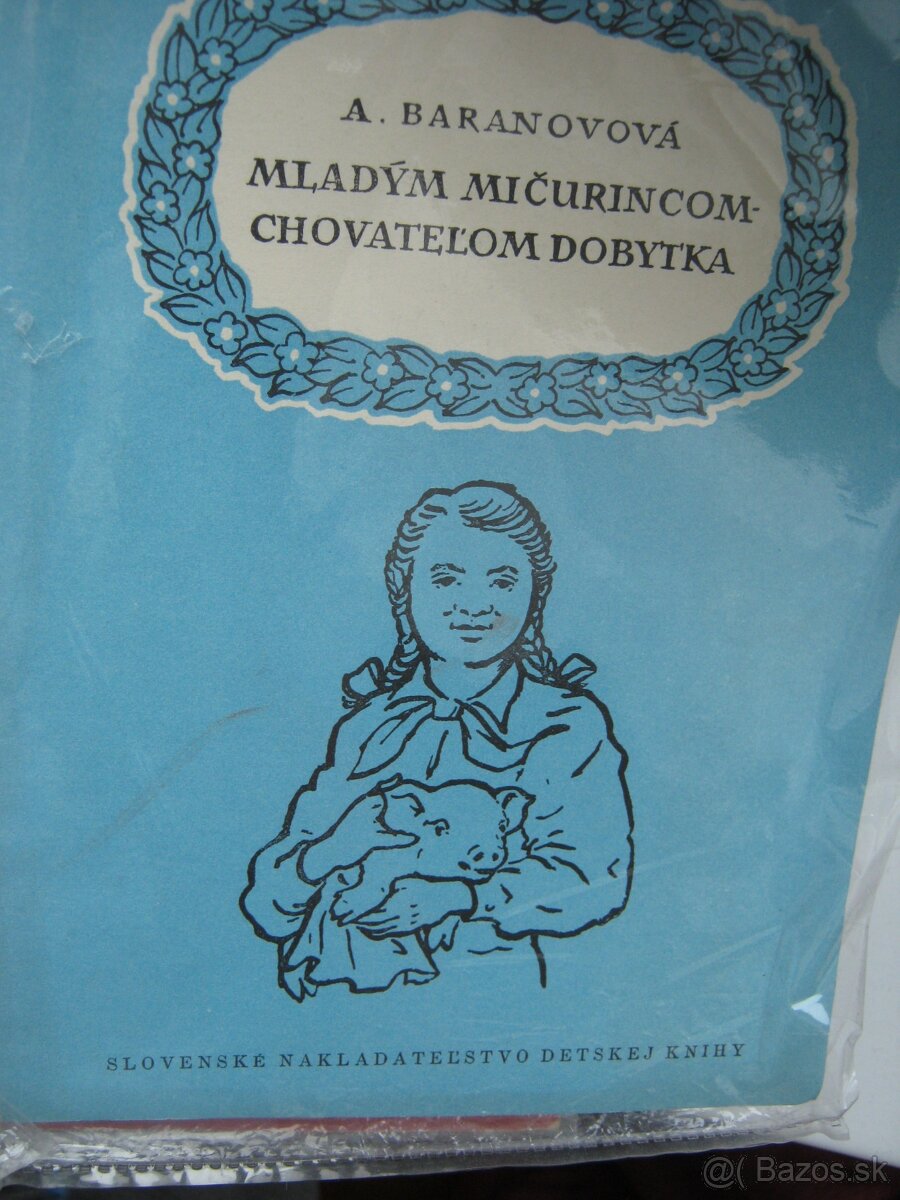 A. BARANOVOVÁ
MLADÝM MIČURINCOM-
CHOVATEĽOM DOBYTKA
SLOVENSKÉ NAKLADATEĽSTVO DETSKEJ KNIHY
@( Bazos.sk